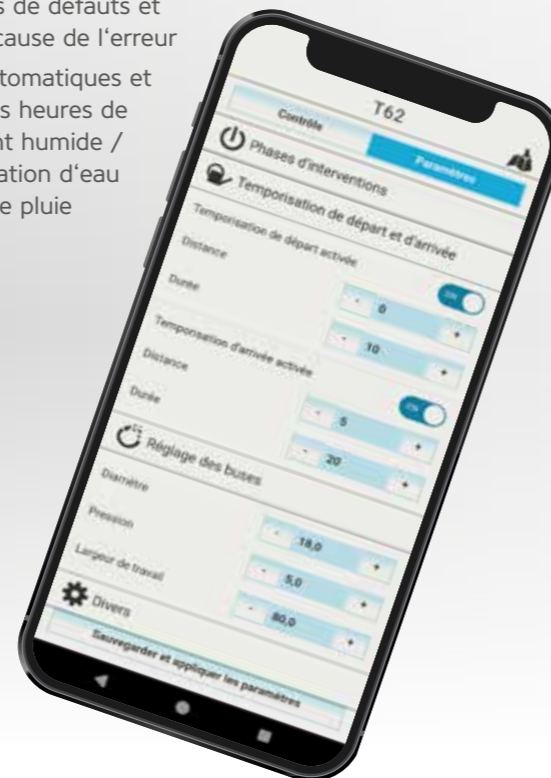 s de défauts et
cause de l'erreur
tomatiques et
s heures de
nt humide /
ation d'eau
e pluie
T62
Contrôle
Paramètres
Phases d'interventions
Temporisation de départ et d'arrivée
Temporisation de départ activée
ON
Distance
- 0 +
Durée
- 10 +
Temporisation d'arrivée activée
ON
Distance
- 5 +
Durée
- 20 +
Réglage des buses
Diamètre
- 18,0 +
Pression
- 5,0 +
Largeur de travail
- 80,0 +
Divers
Sauvegarder et appliquer les paramètres